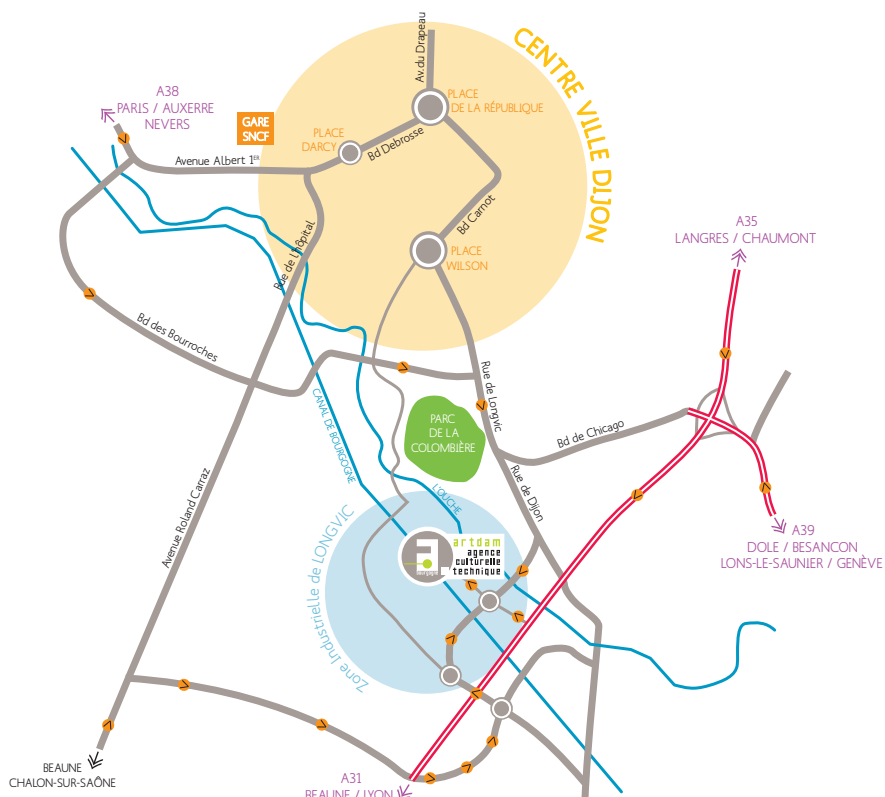 Av.du Drapeau
CENTRE VILLE DIJON
A38
PARIS / AUXERRE
NEVERS
GARE
SNCF
PLACE
DE LA RÉPUBLIQUE
PLACE
DARCY
Bd Debrosse
Avenue Albert 1ER
Rue de l'hôpital
Bd Carnot
PLACE
WILSON
A35
LANGRES / CHAUMONT
Bd des Bourroches
Rue de Longvic
CANAL DE BOURGOGNE
PARC
DE LA
COLOMBIÈRE
Bd de Chicago
Rue de Dijon
L'OUCHE
Avenue Roland Carraz
A39
DOLE / BESANCON
LONS-LE-SAUNIER / GENÈVE
Zone Industrielle de LONGVIC
a
artdam
agence
culturelle
technique
BEAUNE
CHALON-SUR-SAÔNE
A31
BEAUNE / LYON